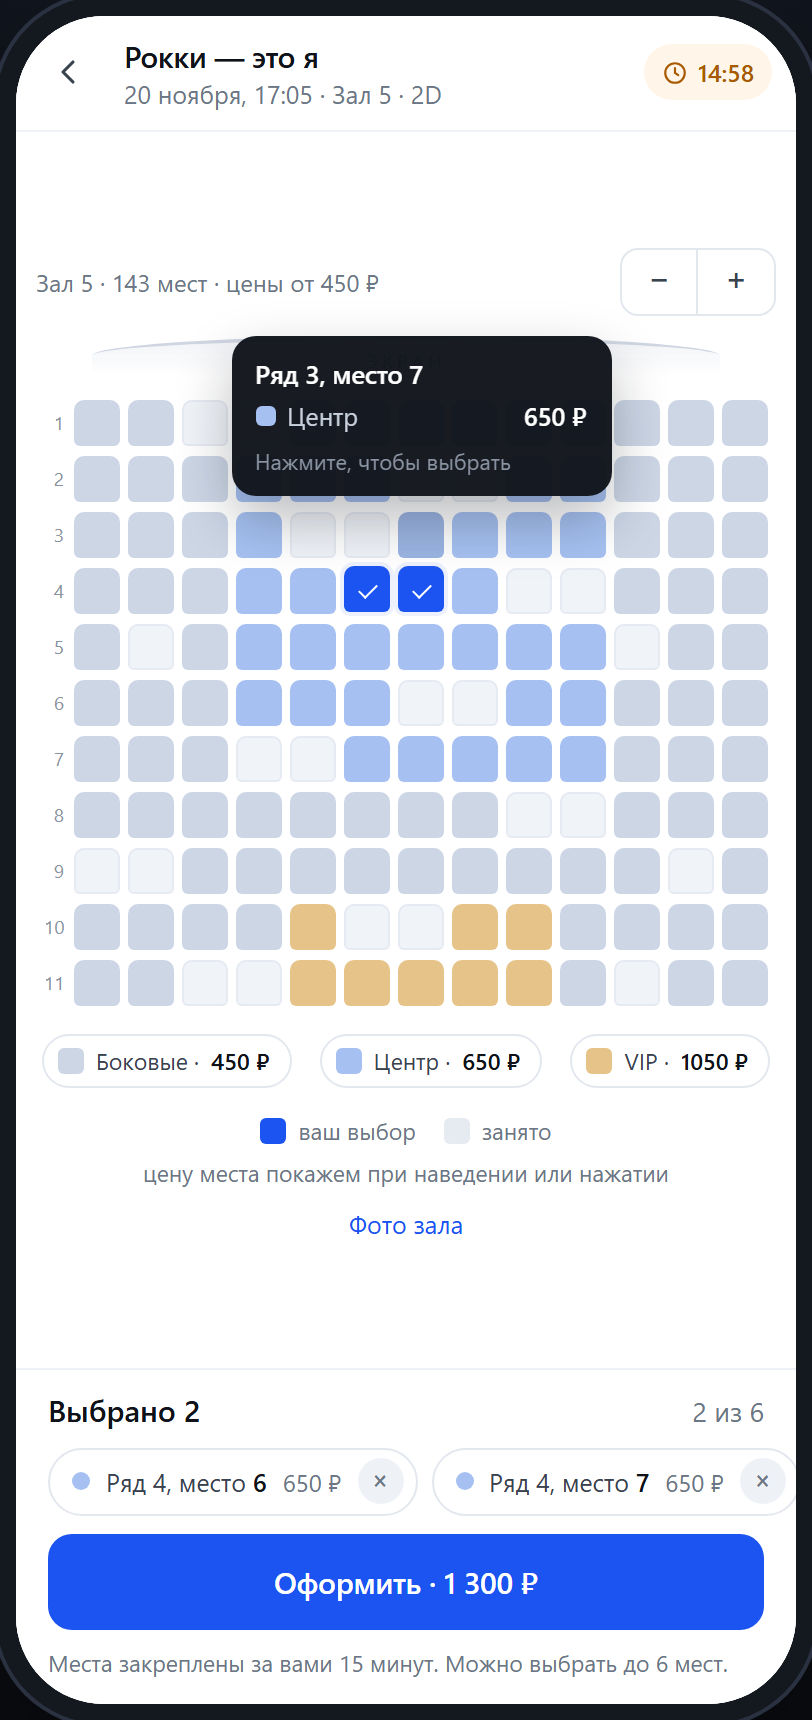 Рокки — это я
20 ноября, 17:05 · Зал 5 · 2D
14:58
Зал 5 · 143 мест · цены от 450 ₽
− +
Ряд 3, место 7
Центр 650 ₽
Нажмите, чтобы выбрать
1
2
3
4
5
6
7
8
9
10
11
Боковые · 450 ₽
Центр · 650 ₽
VIP · 1050 ₽
ваш выбор
занято
цену места покажем при наведении или нажатии
Фото зала
Выбрано 2
2 из 6
Ряд 4, место 6 650 ₽ ×
Ряд 4, место 7 650 ₽ ×
Оформить · 1 300 ₽
Места закреплены за вами 15 минут. Можно выбрать до 6 мест.